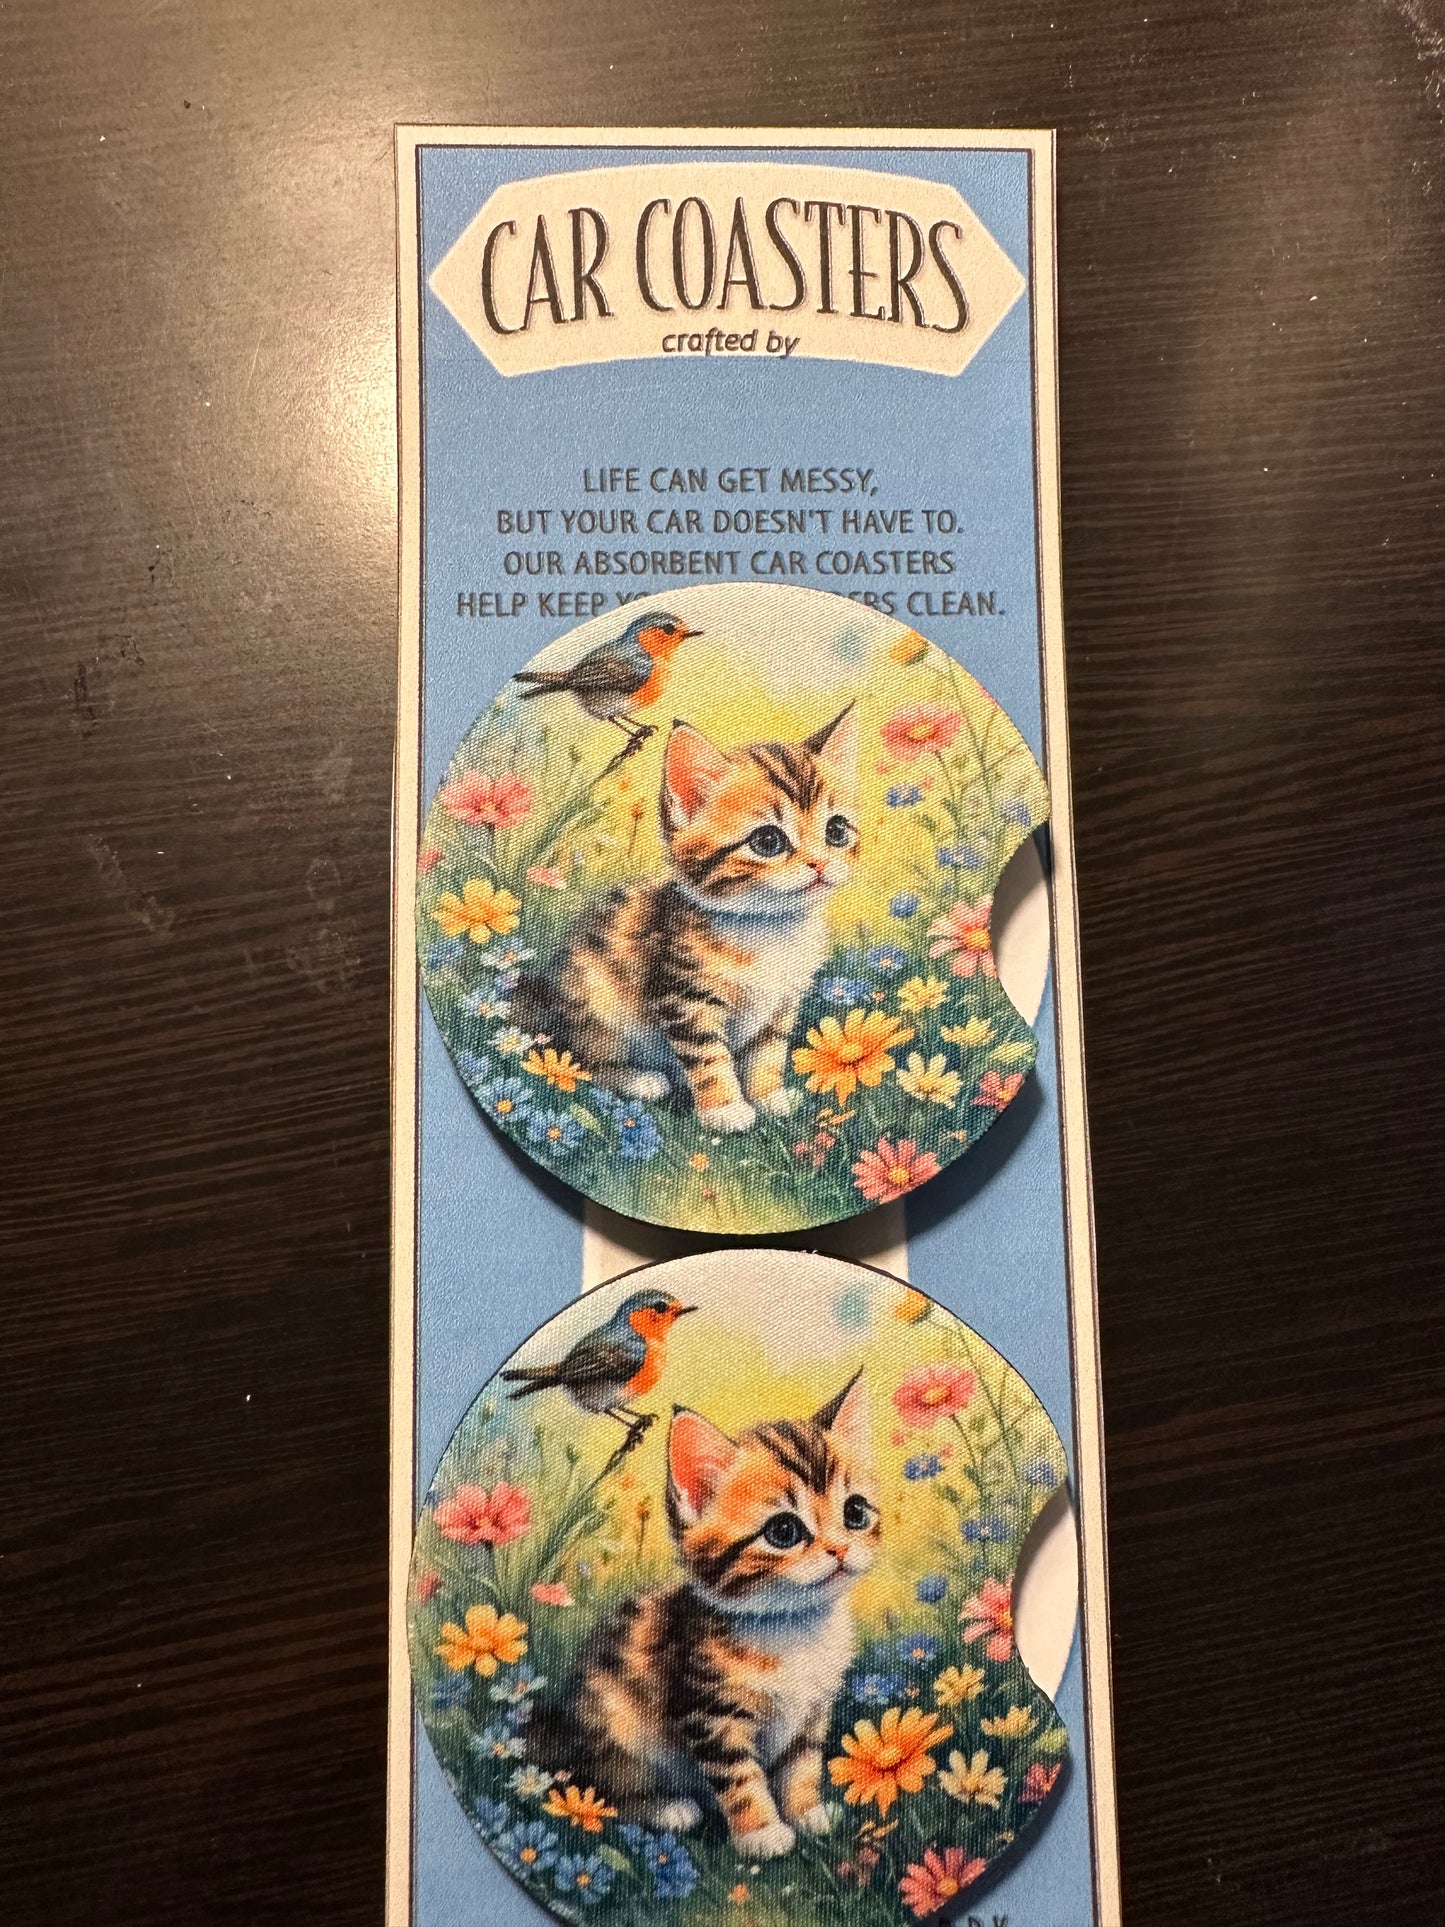 CAR COASTERS
crafted by
LIFE CAN GET MESSY,
BUT YOUR CAR DOESN'T HAVE TO.
OUR ABSORBENT CAR COASTERS
HELP KEEP CLEAN.